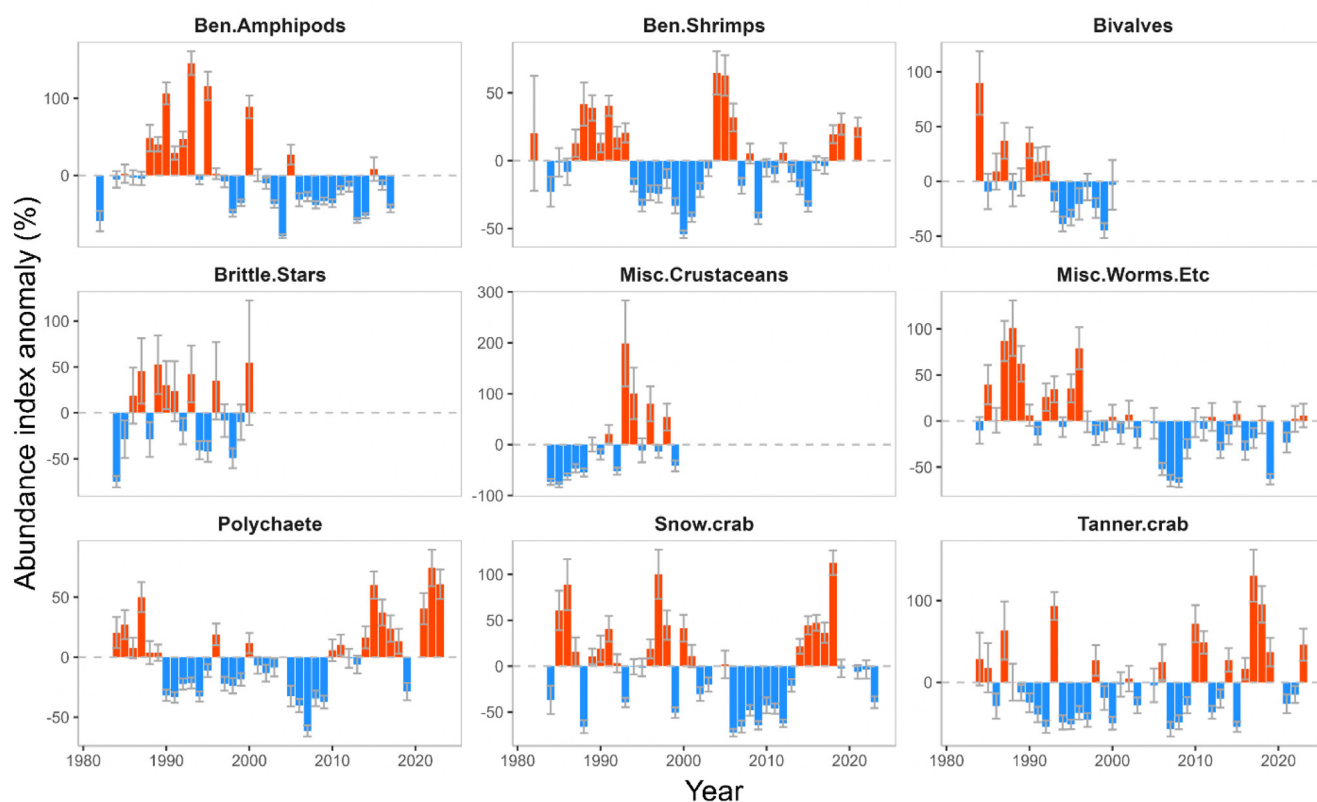 Ben.Amphipods
Ben.Shrimps
Bivalves
100
0
50
0
-50
100
50
0
-50
Brittle.Stars
Misc.Crustaceans
Misc.Worms.Etc
100
50
0
-50
300
200
100
0
-100
100
50
0
-50
Polychaete
Snow.crab
Tanner.crab
50
0
-50
100
50
0
-50
100
0
1980 1990 2000 2010 2020
1980 1990 2000 2010 2020
1980 1990 2000 2010 2020
Year
Abundance index anomaly (%)